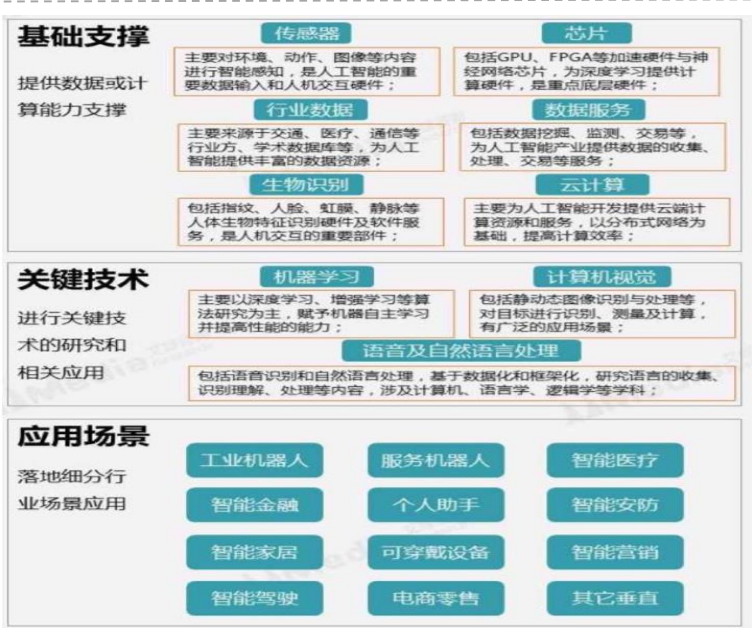 基础支撑
提供数据或计
算能力支撑
传感器
主要对环境、动作、图像等内容
进行智能感知，是人工智能的重
要数据输入和人机交互硬件；
芯片
包括GPU、FPGA等加速硬件与神
经网络芯片，为深度学习提供计
算硬件，是重点底层硬件；
行业数据
主要来源于交通、医疗、通信等
行业方、学术数据库等，为人工
智能提供丰富的数据资源；
数据服务
包括数据挖掘、监测、交易等，
为人工智能产业提供数据的收集、
处理、交易等服务；
生物识别
包括指纹、人脸、虹膜、静脉等
人体生物特征识别硬件及软件服
务，是人机交互的重要部件；
云计算
主要为人工智能开发提供云端计
算资源和服务，以分布式网络为
基础，提高计算效率；
关键技术
进行关键技
术的研究和
相关应用
机器学习
主要以深度学习、增强学习等算
法研究为主，赋予机器自主学习
并提高性能的能力；
计算机视觉
包括静动态图像识别与处理等，
对目标进行识别、测量及计算，
有广泛的应用场景；
语音及自然语言处理
包括语音识别和自然语言处理，基于数据化和框架化，研究语言的收集、
识别理解、处理等内容，涉及计算机、语言学、逻辑学等学科；
应用场景
落地细分行
业场景应用
工业机器人
服务机器人
智能医疗
智能金融
个人助手
智能安防
智能家居
可穿戴设备
智能营销
智能驾驶
电商零售
其它垂直